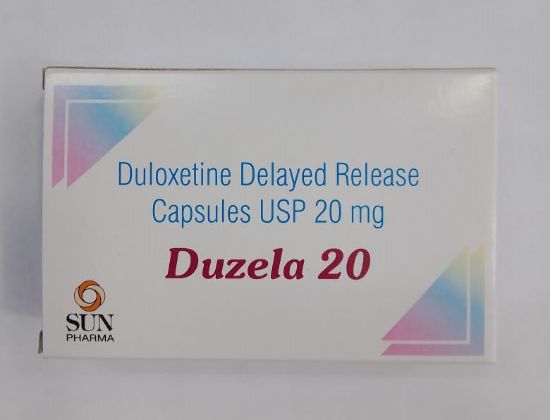 Duloxetine Delayed Release
Capsules USP 20 mg
Duzela 20
SUN
PHARMA